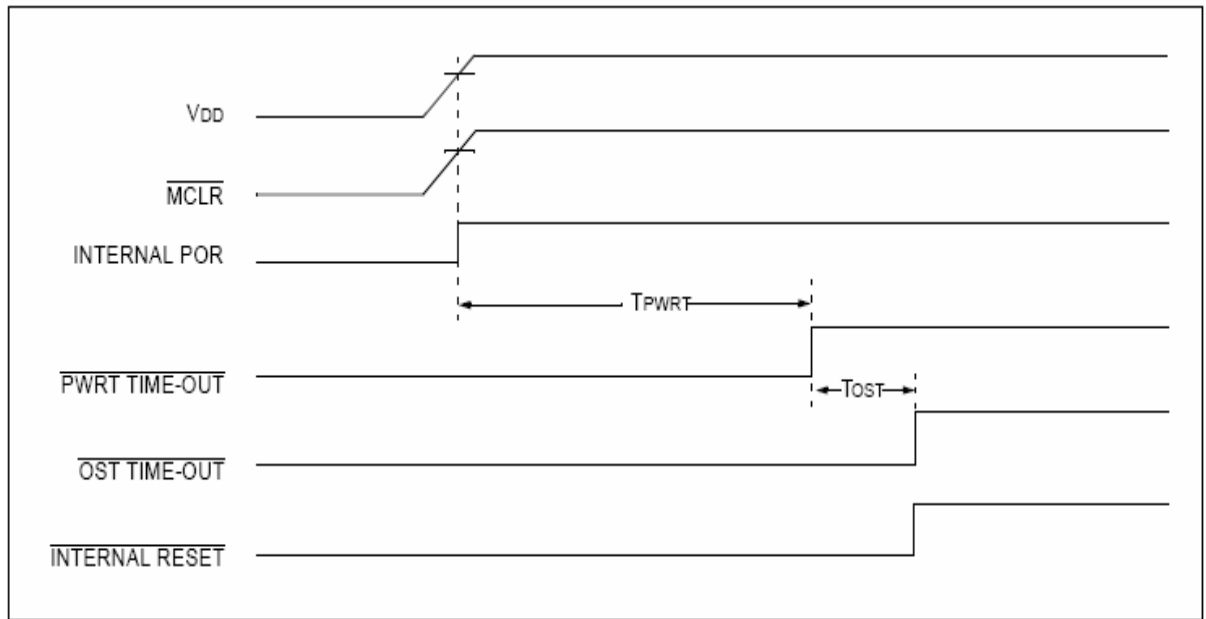 VDD
MCLR
INTERNAL POR
TPWRT
PWRT TIME-OUT
TOST
OST TIME-OUT
INTERNAL RESET